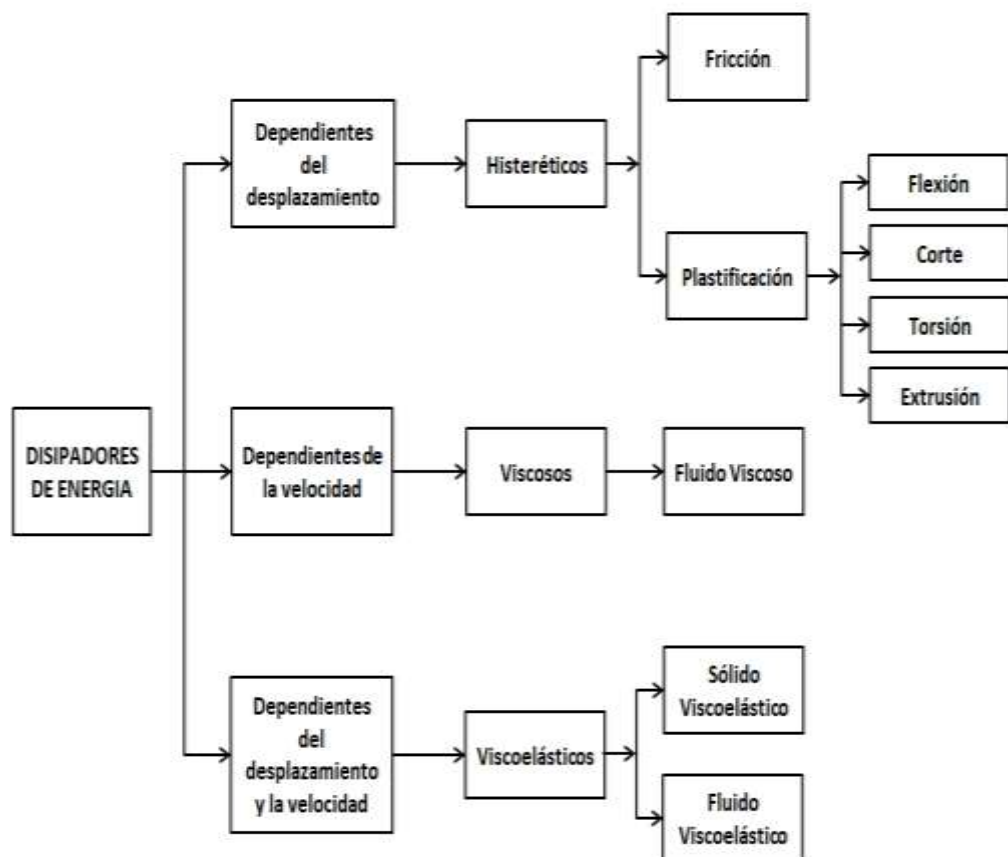 Fricción
Dependientes
del
desplazamiento
Histeréticos
Flexión
Corte
Plastificación
Torsión
Extrusión
DISIPADORES
DE ENERGIA
Dependientes de
la velocidad
Viscosos
Fluido Viscoso
Sólido
Viscoelástico
Dependientes
del
desplazamiento
y la velocidad
Viscoelásticos
Fluido
Viscoelástico